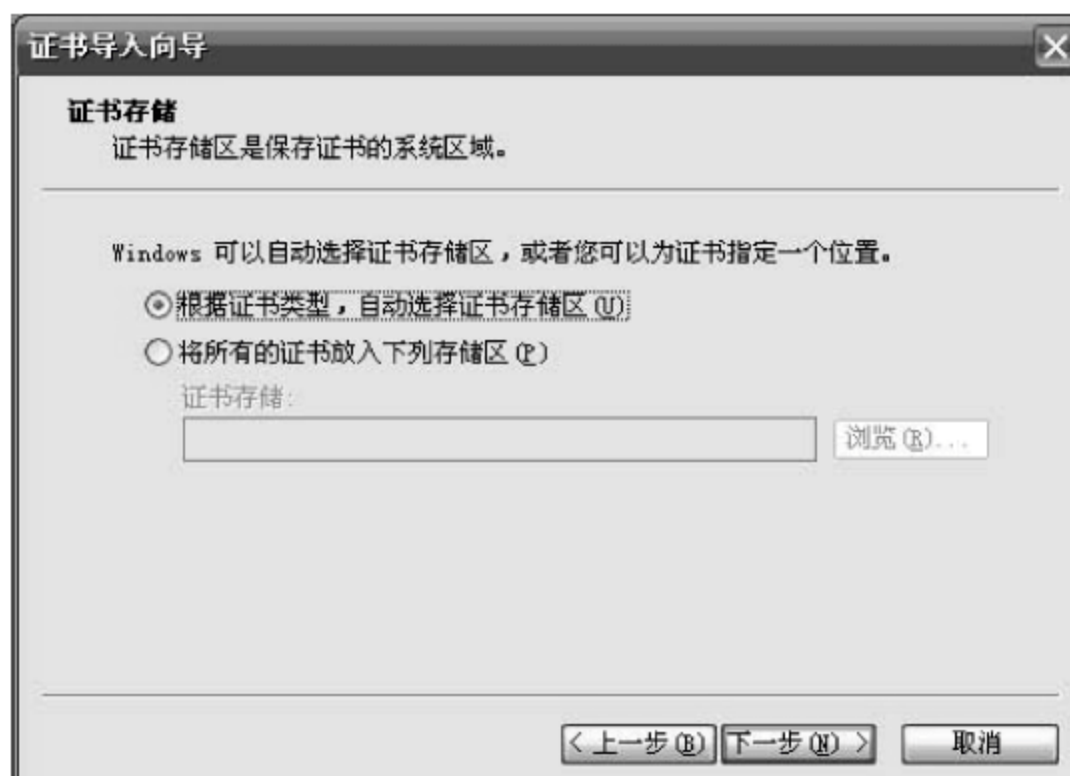 证书导入向导
证书存储
证书存储区是保存证书的系统区域。
Windows 可以自动选择证书存储区，或者您可以为证书指定一个位置。
根据证书类型，自动选择证书存储区(U)
将所有的证书放入下列存储区(P)
证书存储:
浏览(R)...
< 上一步(B) 下一步(N) > 取消